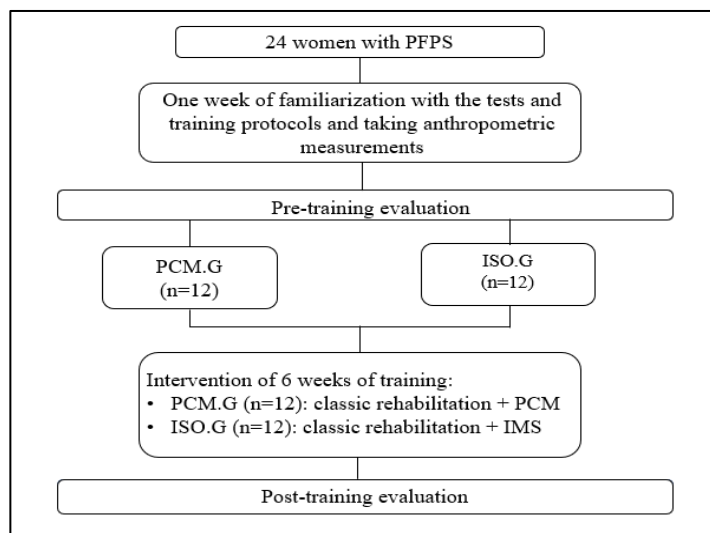 24 women with PFPS
One week of familiarization with the tests and
training protocols and taking anthropometric
measurements
Pre-training evaluation
PCM.G
(n=12)
ISO.G
(n=12)
Intervention of 6 weeks of training:
• PCM.G (n=12): classic rehabilitation + PCM
• ISO.G (n=12): classic rehabilitation + IMS
Post-training evaluation